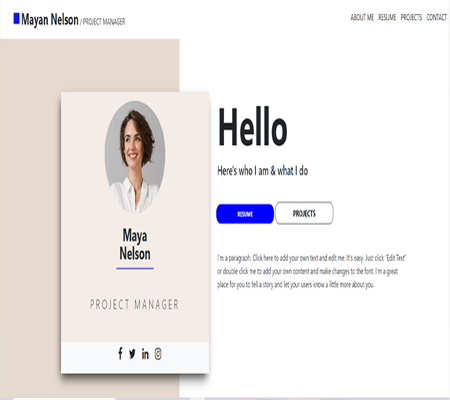 Mayan Nelson / PROJECT MANAGER
ABOUT ME RESUME PROJECTS CONTACT
Maya
Nelson
PROJECT MANAGER
Hello
Here's who I am & what I do
RESUME PROJECTS
I'm a paragraph. Click here to add your own text and edit me. It's easy. Just click "Edit Text"
or double click me to add your own content and make changes to the font. I'm a great
place for you to tell a story and let your users know a little more about you.